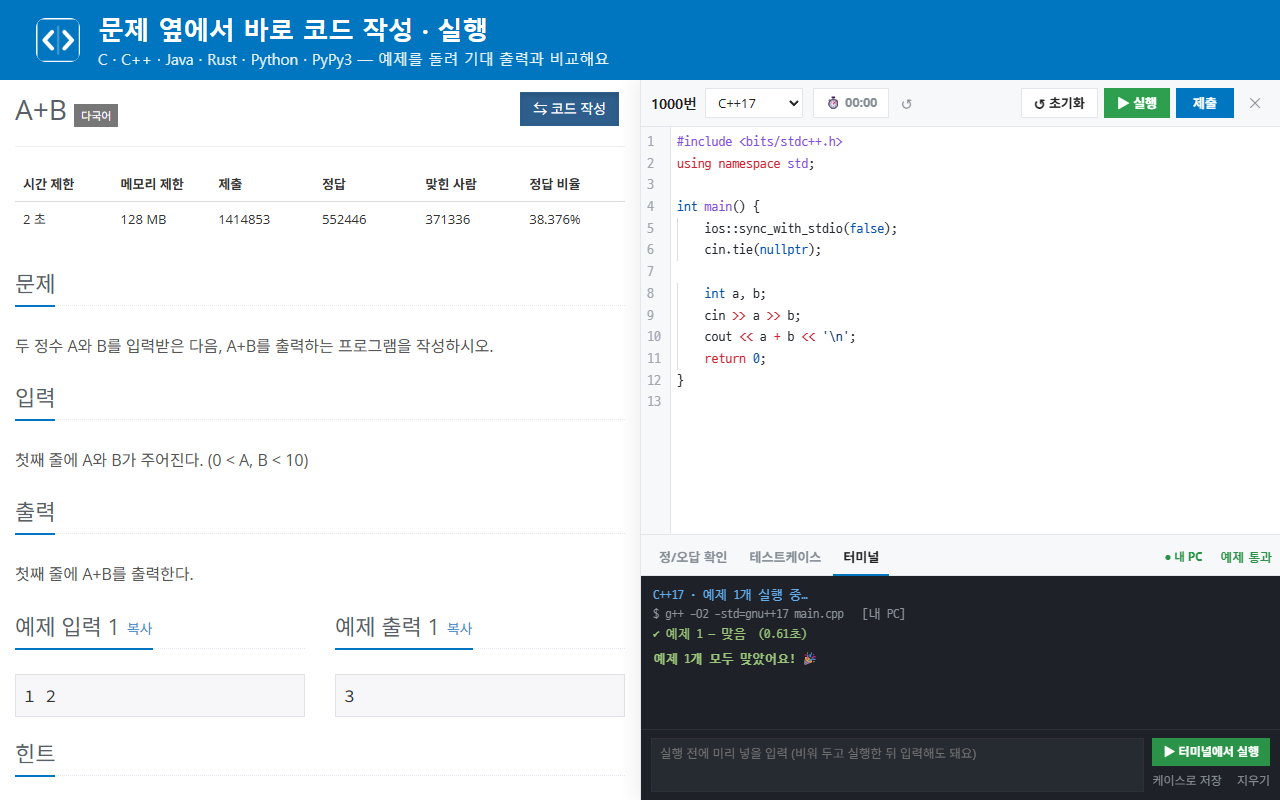 문제 옆에서 바로 코드 작성 · 실행
C · C++ · Java · Rust · Python · PyPy3 — 예제를 돌려 기대 출력과 비교해요
A+B 다국어
⇆ 코드 작성
시간 제한 메모리 제한 제출 정답 맞힌 사람 정답 비율
2 초 128 MB 1414853 552446 371336 38.376%
문제
두 정수 A와 B를 입력받은 다음, A+B를 출력하는 프로그램을 작성하시오.
입력
첫째 줄에 A와 B가 주어진다. (0 < A, B < 10)
출력
첫째 줄에 A+B를 출력한다.
예제 입력 1 복사
1 2
예제 출력 1 복사
3
힌트
1000번 C++17 ⏱ 00:00 ↺ ↺ 초기화 ▶ 실행 제출 ×
1 #include <bits/stdc++.h>
2 using namespace std;
3
4 int main() {
5     ios::sync_with_stdio(false);
6     cin.tie(nullptr);
7
8     int a, b;
9     cin >> a >> b;
10     cout << a + b << '\n';
11     return 0;
12 }
13
정/오답 확인 테스트케이스 터미널 ● 내 PC 예제 통과
C++17 · 예제 1개 실행 중…
$ g++ -O2 -std=gnu++17 main.cpp [내 PC]
✔ 예제 1 — 맞음 (0.61초)
예제 1개 모두 맞았어요! 🎉
실행 전에 미리 넣을 입력 (비워 두고 실행한 뒤 입력해도 돼요)
▶ 터미널에서 실행
케이스로 저장 지우기